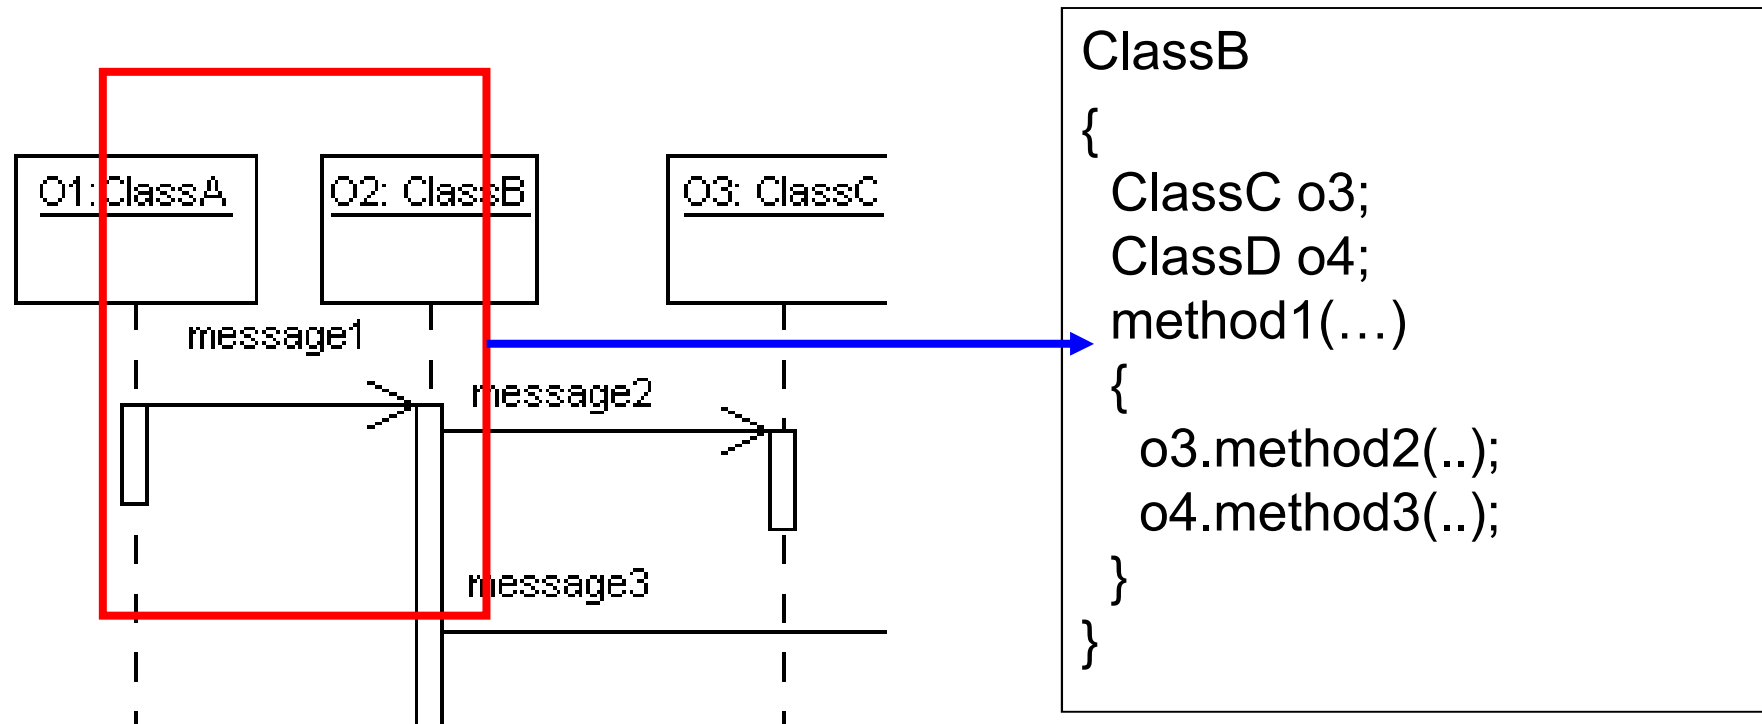 O1:ClassA
O2: ClassB
O3: ClassC
message1
message2
message3
ClassB
{
ClassC o3;
ClassD o4;
method1(…)
{
o3.method2(..);
o4.method3(..);
}
}